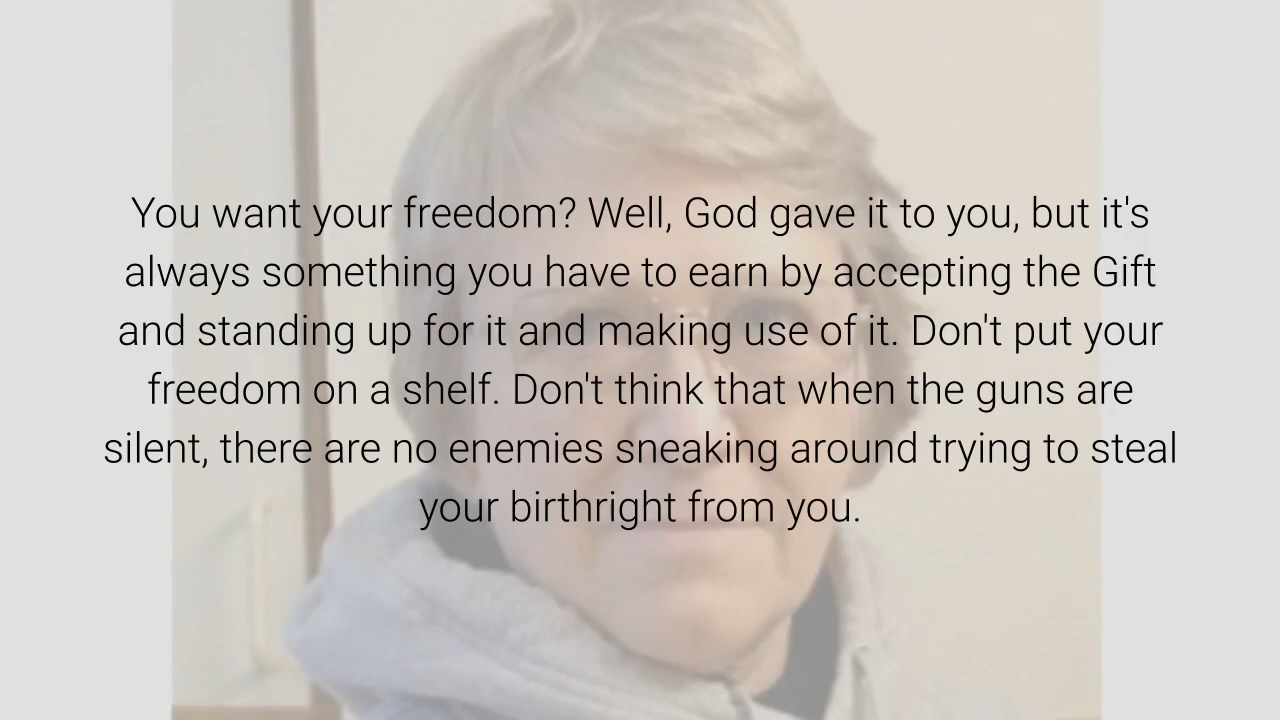 You want your freedom? Well, God gave it to you, but it's
always something you have to earn by accepting the Gift
and standing up for it and making use of it. Don't put your
freedom on a shelf. Don't think that when the guns are
silent, there are no enemies sneaking around trying to steal
your birthright from you.